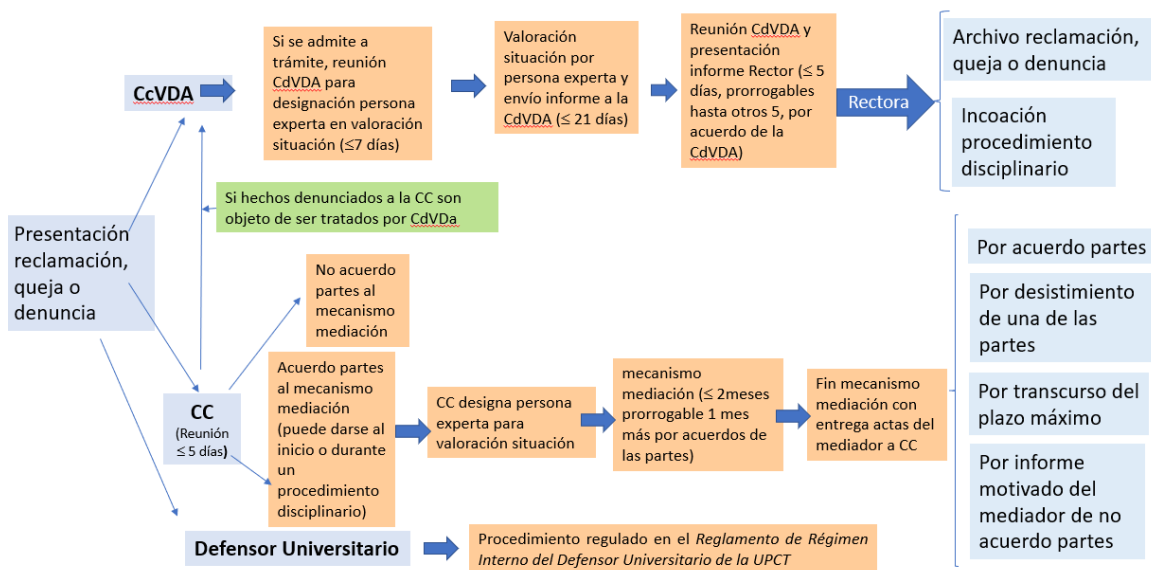 CcVDA
Si se admite a
trámite, reunión
CdVDA para
designación persona
experta en valoración
situación (≤7 días)
Valoración
situación por
persona experta y
envío informe a la
CdVDA (≤ 21 días)
Reunión CdVDA y
presentación
informe Rector (≤ 5
días, prorrogables
hasta otros 5, por
acuerdo de la
CdVDA)
Rectora
Archivo reclamación,
queja o denuncia
Incoación
procedimiento
disciplinario
Si hechos denunciados a la CC son
objeto de ser tratados por CdVDa
Presentación
reclamación,
queja o
denuncia
No acuerdo
partes al
mecanismo
mediación
CC
(Reunión
≤ 5 días)
Acuerdo partes
al mecanismo
mediación
(puede darse al
inicio o durante
un
procedimiento
disciplinario)
CC designa persona
experta para
valoración situación
mecanismo
mediación (≤ 2meses
prorrogable 1 mes
más por acuerdos de
las partes)
Fin mecanismo
mediación con
entrega actas del
mediador a CC
Por acuerdo partes
Por desistimiento
de una de las
partes
Por transcurso del
plazo máximo
Por informe
motivado del
mediador de no
acuerdo partes
Defensor Universitario
Procedimiento regulado en el Reglamento de Régimen
Interno del Defensor Universitario de la UPCT